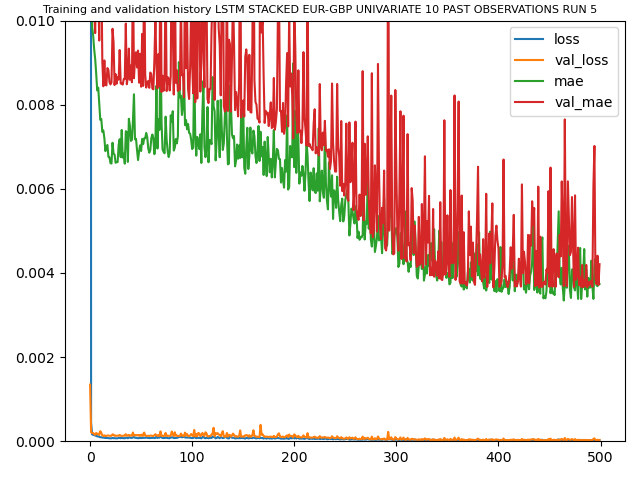 Training and validation history LSTM STACKED EUR-GBP UNIVARIATE 10 PAST OBSERVATIONS RUN 5
0.010
0.008
0.006
0.004
0.002
0.000
0
100
200
300
400
500
loss
val_loss
mae
val_mae